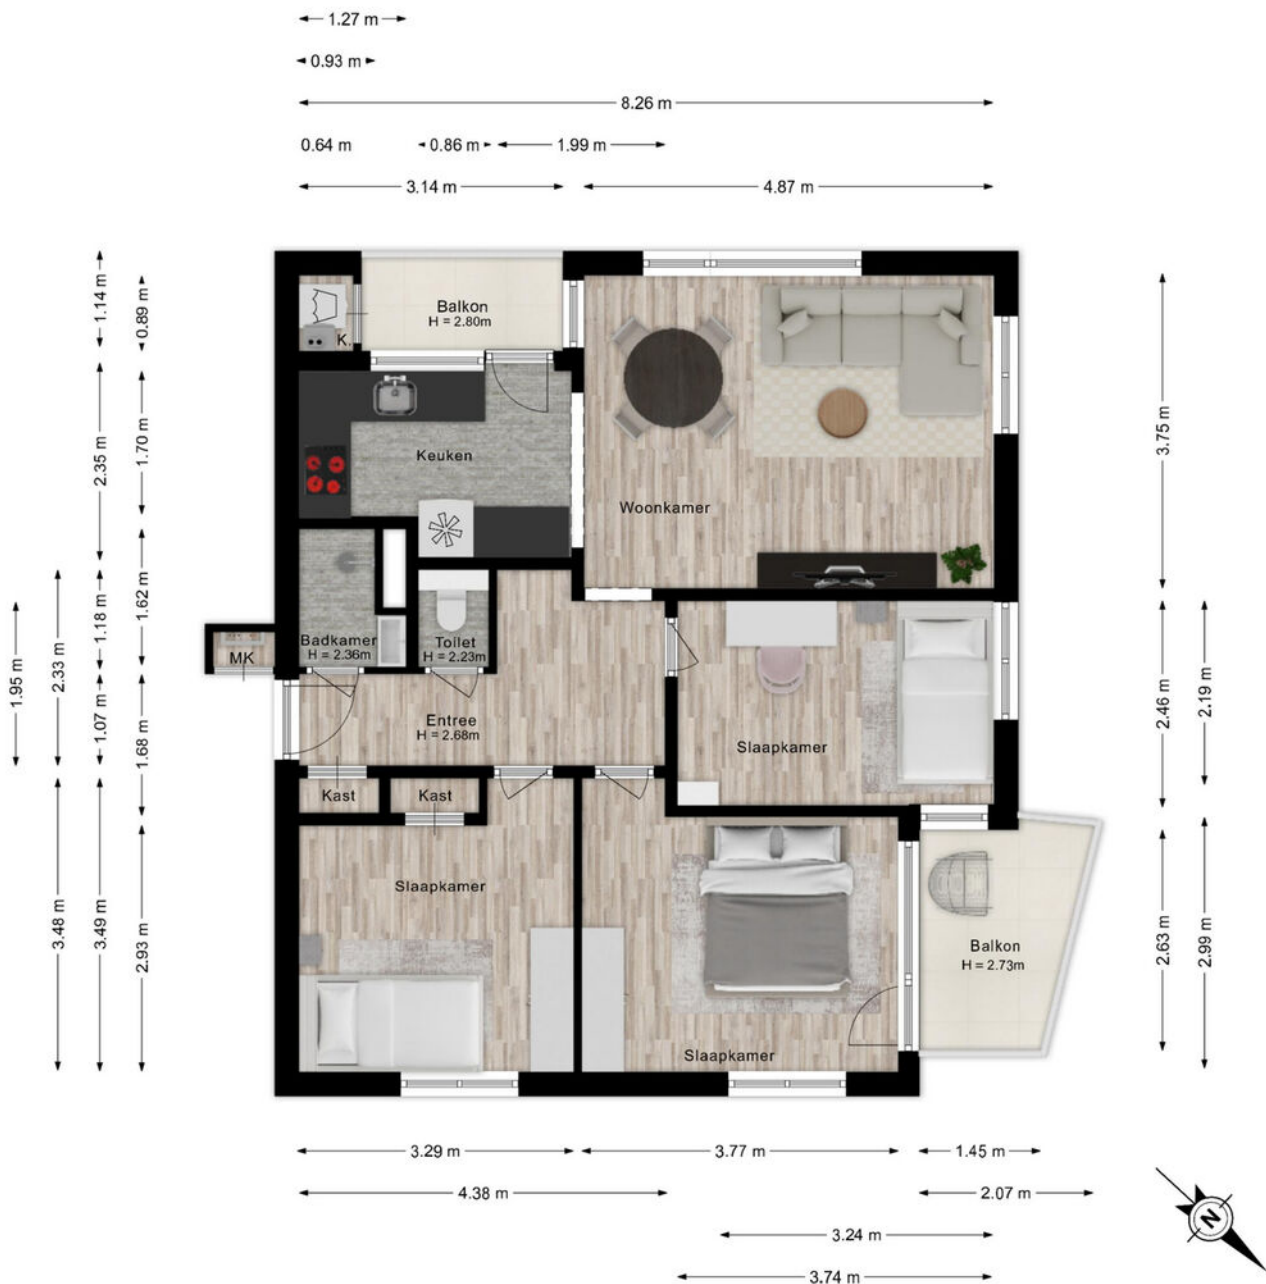 1.27 m
0.93 m
8.26 m
0.64 m
0.86 m
1.99 m
3.14 m
4.87 m
1.14 m
0.89 m
2.35 m
1.70 m
1.18 m
1.62 m
2.33 m
1.95 m
1.07 m
1.68 m
3.48 m
3.49 m
2.93 m
Balkon
H = 2.80m
K.
Keuken
Woonkamer
Badkamer
H = 2.36m
Toilet
H = 2.23m
MK
Entree
H = 2.68m
Slaapkamer
Kast
Kast
Slaapkamer
Slaapkamer
Balkon
H = 2.73m
3.75 m
2.46 m
2.19 m
2.63 m
2.99 m
3.29 m
3.77 m
1.45 m
4.38 m
2.07 m
3.24 m
3.74 m
N